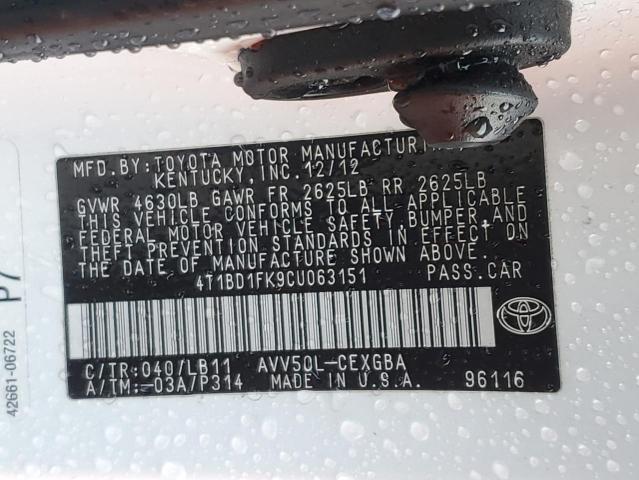 MFD. BY: TOYOTA MOTOR MANUFACTURI
KENTUCKY, INC. 12/12
GVWR 4630LB GAWR FR 2625LB RR 2625LB
THIS VEHICLE CONFORMS TO ALL APPLICABLE
FEDERAL MOTOR VEHICLE SAFETY, BUMPER, AND
THEFT PREVENTION STANDARDS IN EFFECT ON
THE DATE OF MANUFACTURE SHOWN ABOVE.
4T1BD1FK9CU063151 PASS. CAR
C/TR: 040/LB11 AVV50L-CEXGBA
A/TM: -03A/P314 MADE IN U.S.A. 96116
42661-06722
P7